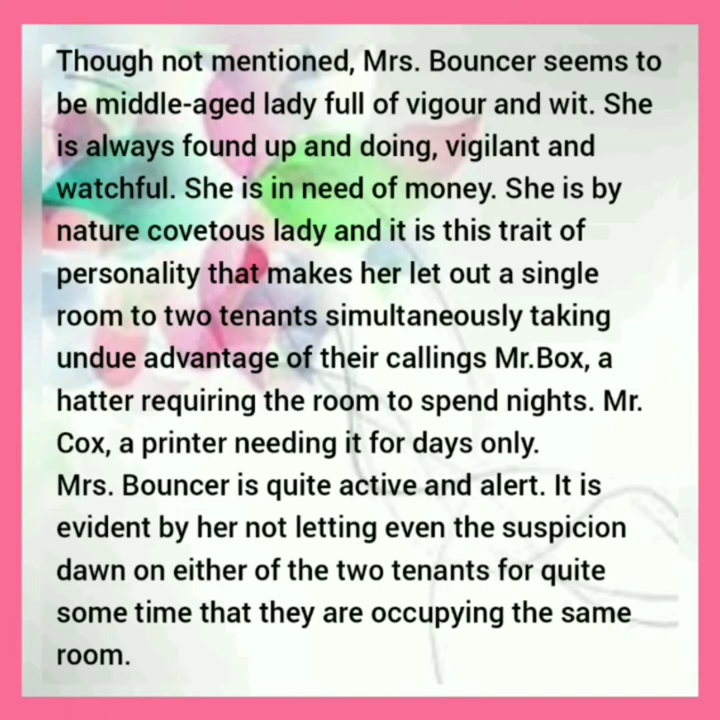 Though not mentioned, Mrs. Bouncer seems to
be middle-aged lady full of vigour and wit. She
is always found up and doing, vigilant and
watchful. She is in need of money. She is by
nature covetous lady and it is this trait of
personality that makes her let out a single
room to two tenants simultaneously taking
undue advantage of their callings Mr.Box, a
hatter requiring the room to spend nights. Mr.
Cox, a printer needing it for days only.
Mrs. Bouncer is quite active and alert. It is
evident by her not letting even the suspicion
dawn on either of the two tenants for quite
some time that they are occupying the same
room.